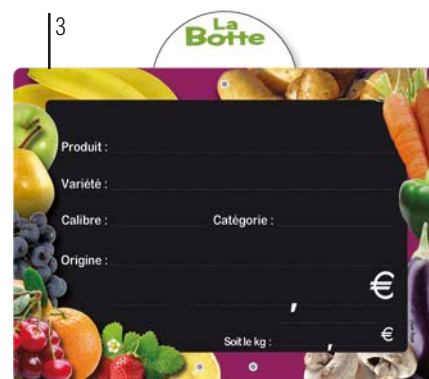 3
La
Botte
Produit :
Variété :
Calibre : Catégorie :
Origine :
, €
Soit le kg : , €